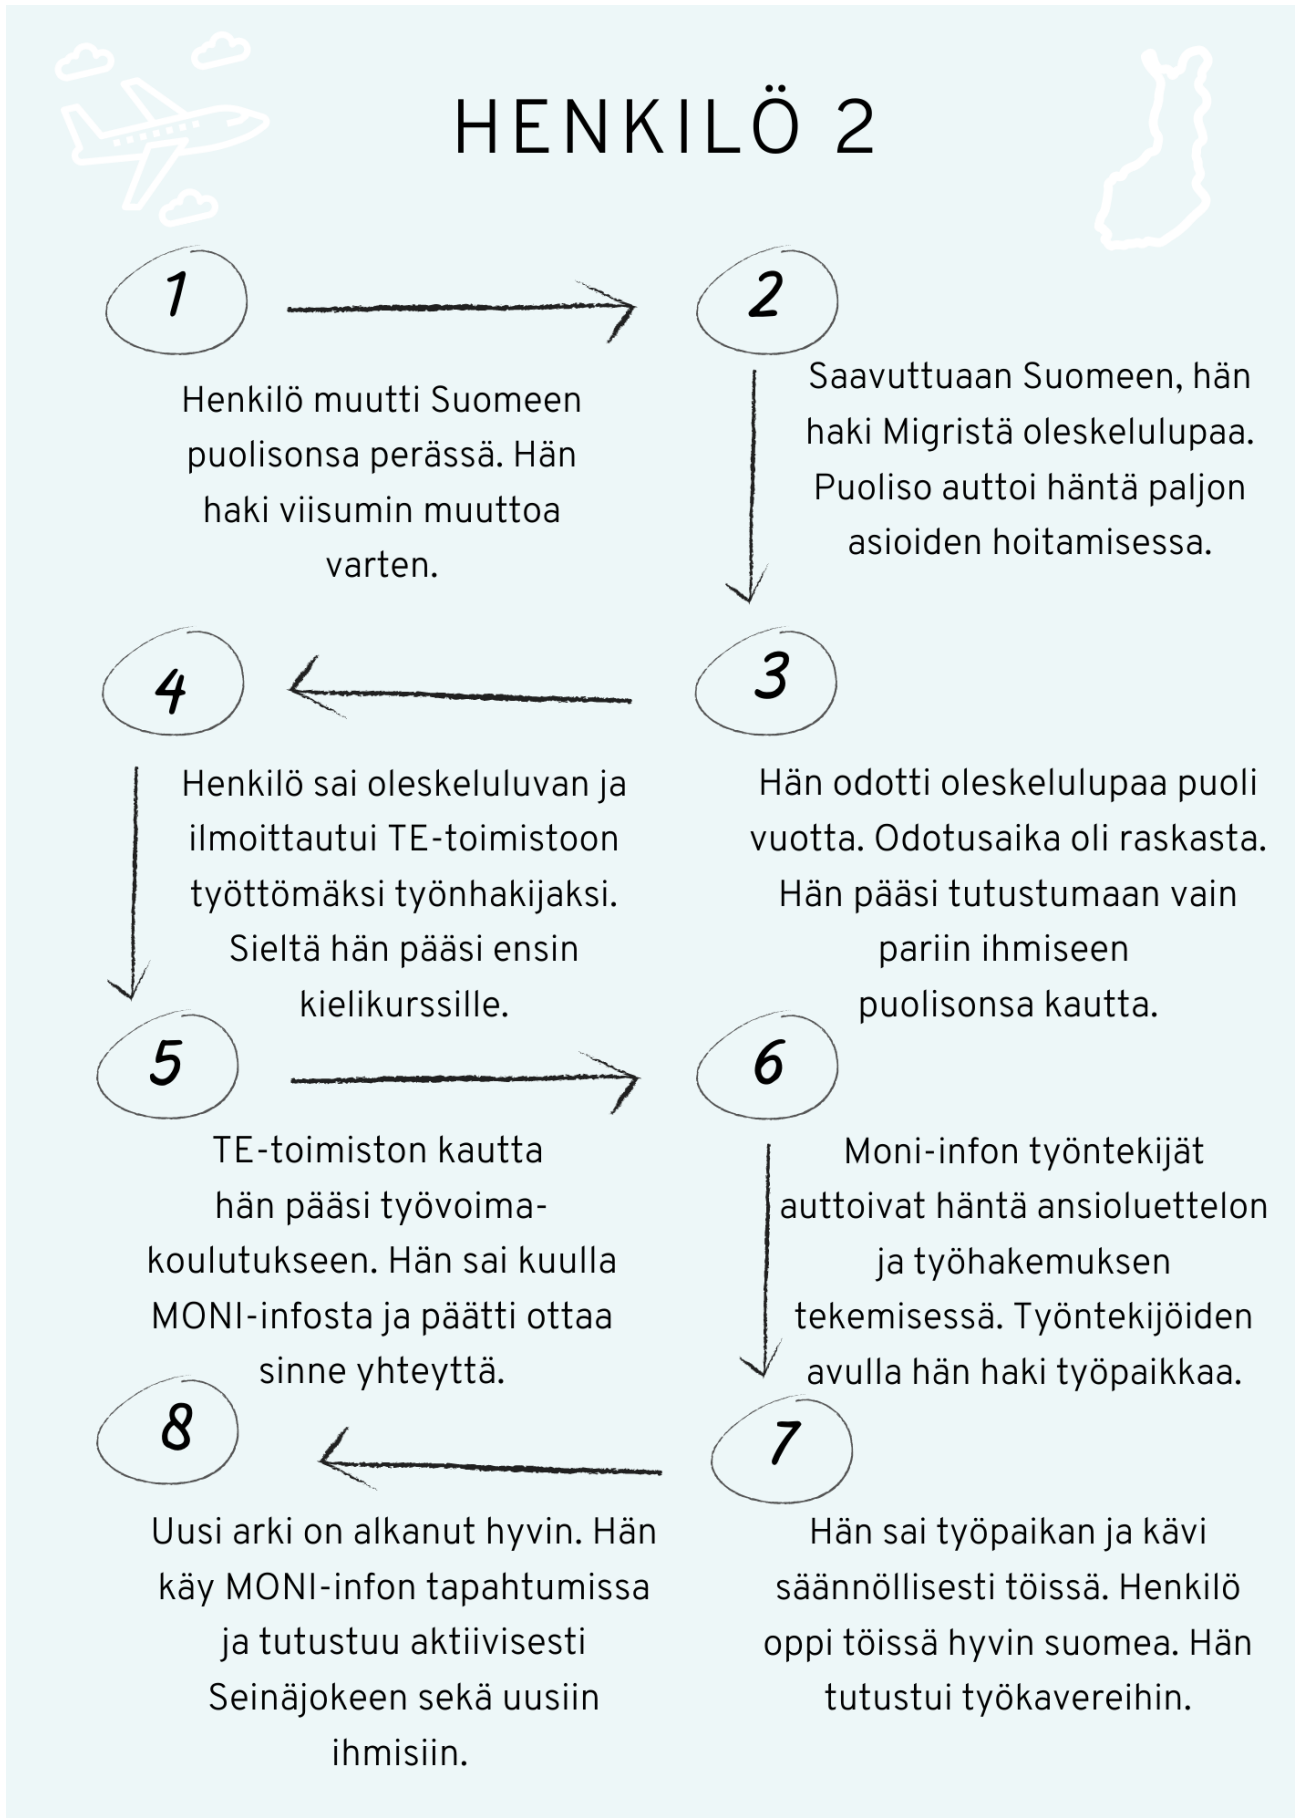 HENKILÖ 2
1
Henkilö muutti Suomeen
puolisonsa perässä. Hän
haki viisumin muuttoa
varten.
2
Saavuttuaan Suomeen, hän
haki Migristä oleskelulupaa.
Puoliso auttoi häntä paljon
asioiden hoitamisessa.
3
Hän odotti oleskelulupaa puoli
vuotta. Odotusaika oli raskasta.
Hän pääsi tutustumaan vain
pariin ihmiseen
puolisonsa kautta.
4
Henkilö sai oleskeluluvan ja
ilmoittautui TE-toimistoon
työttömäksi työnhakijaksi.
Sieltä hän pääsi ensin
kielikurssille.
5
TE-toimiston kautta
hän pääsi työvoima-
koulutukseen. Hän sai kuulla
MONI-infosta ja päätti ottaa
sinne yhteyttä.
6
Moni-infon työntekijät
auttoivat häntä ansioluettelon
ja työhakemuksen
tekemisessä. Työntekijöiden
avulla hän haki työpaikkaa.
7
Hän sai työpaikan ja kävi
säännöllisesti töissä. Henkilö
oppi töissä hyvin suomea. Hän
tutustui työkavereihin.
8
Uusi arki on alkanut hyvin. Hän
käy MONI-infon tapahtumissa
ja tutustuu aktiivisesti
Seinäjokeen sekä uusiin
ihmisiin.